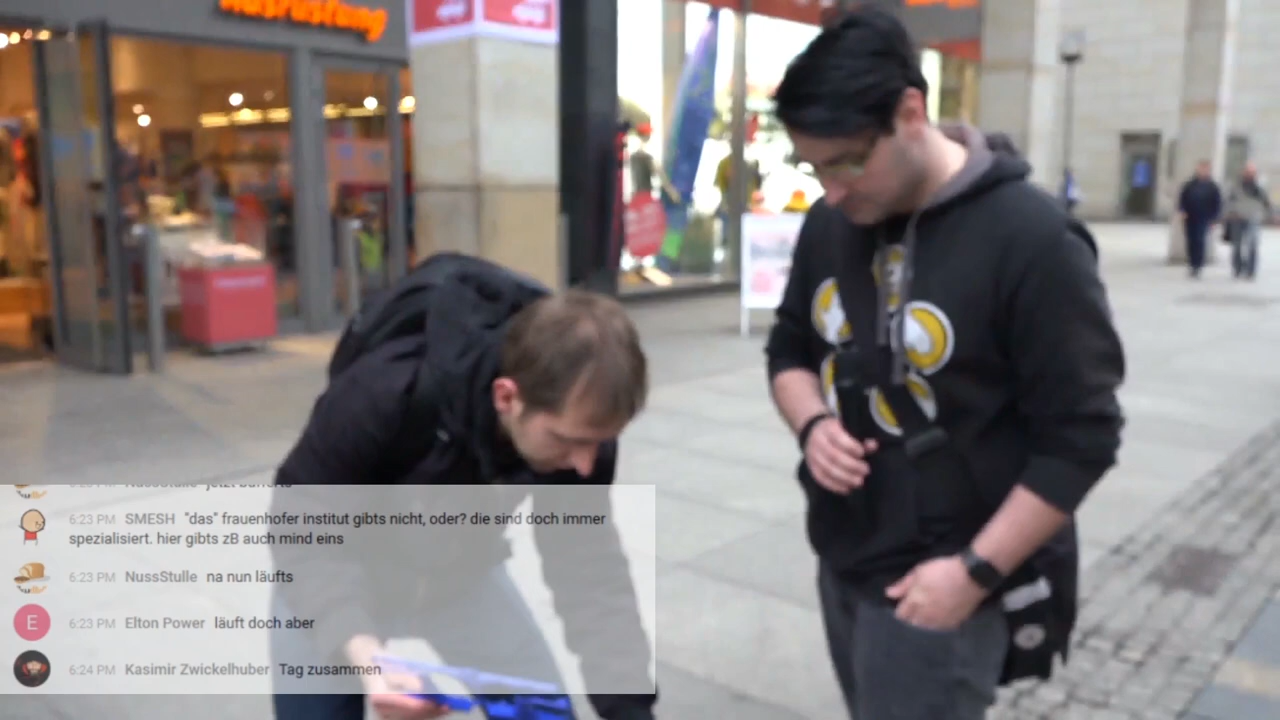 Ausrüstung
6:23 PM SMESH "das" frauenhofer institut gibts nicht, oder? die sind doch immer
spezialisiert. hier gibts zB auch mind eins
6:23 PM NussStulle na nun läufts
E 6:23 PM Elton Power läuft doch aber
6:24 PM Kasimir Zwickelhuber Tag zusammen